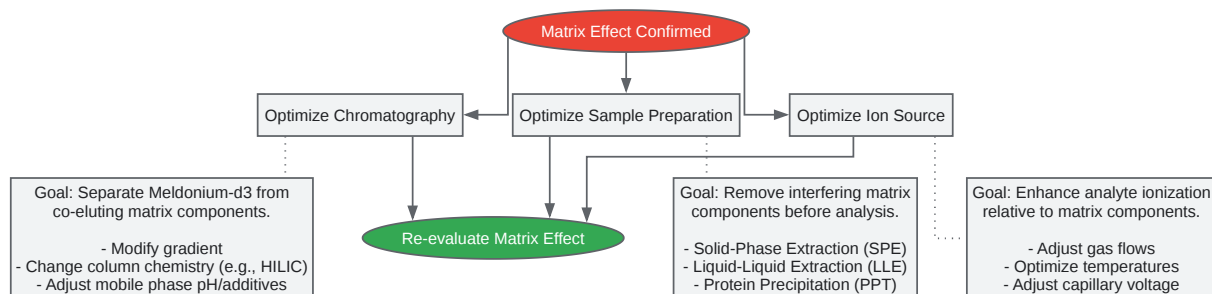 Matrix Effect Confirmed
Optimize Chromatography
Optimize Sample Preparation
Optimize Ion Source
Goal: Separate Meldonium-d3 from
co-eluting matrix components.
- Modify gradient
- Change column chemistry (e.g., HILIC)
- Adjust mobile phase pH/additives
Re-evaluate Matrix Effect
Goal: Remove interfering matrix
components before analysis.
- Solid-Phase Extraction (SPE)
- Liquid-Liquid Extraction (LLE)
- Protein Precipitation (PPT)
Goal: Enhance analyte ionization
relative to matrix components.
- Adjust gas flows
- Optimize temperatures
- Adjust capillary voltage